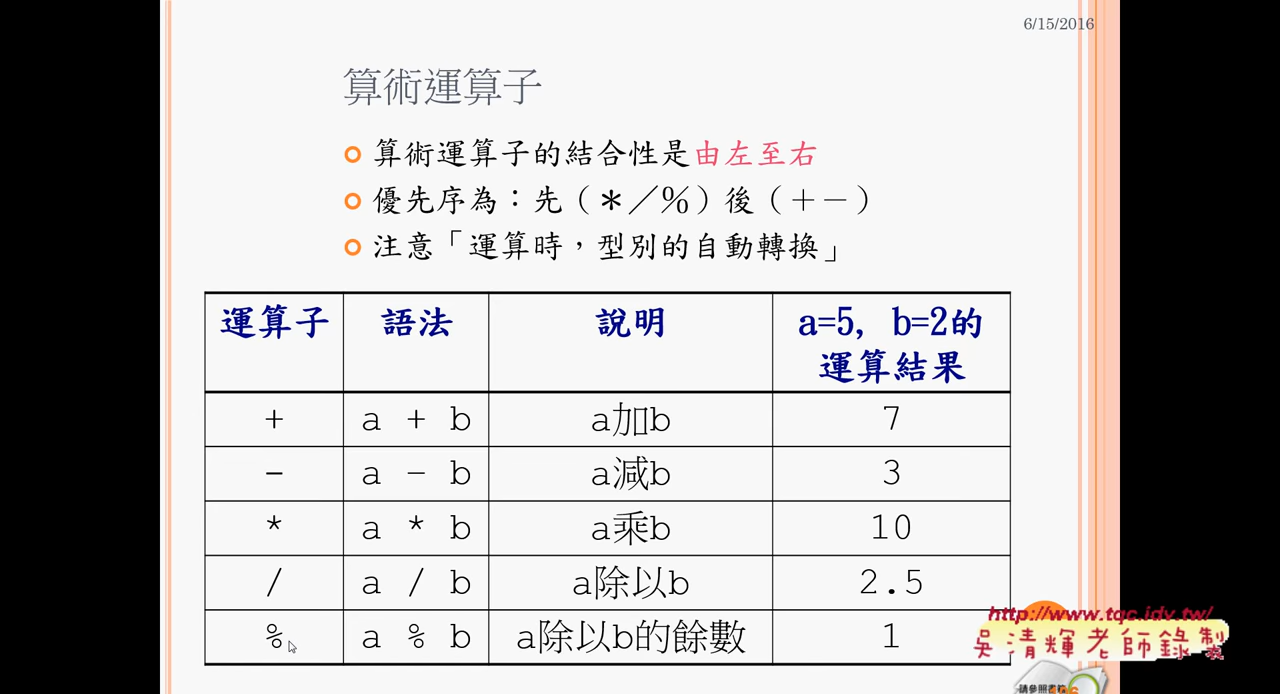 6/15/2016
算術運算子
算術運算子的結合性是由左至右
優先序為：先（＊／％）後（＋－）
注意「運算時，型別的自動轉換」
運算子 語法 說明 a=5, b=2的
運算結果
+ a + b a加b 7
- a - b a減b 3
* a * b a乘b 10
/ a / b a除以b 2.5
% a % b a除以b的餘數 1
http://www.tqc.idv.tw/
吳清輝老師錄製